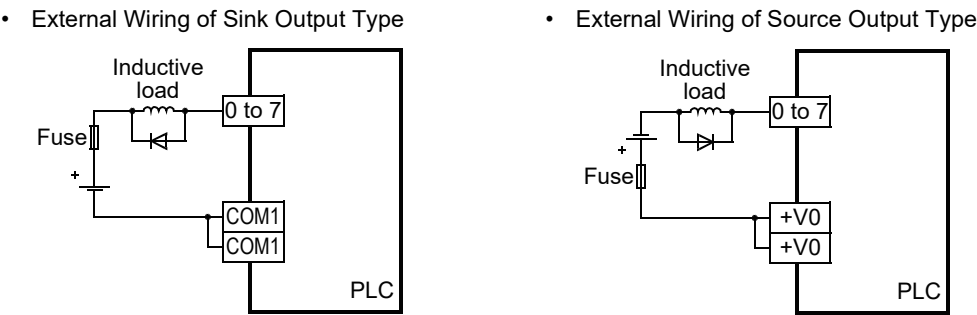 • External Wiring of Sink Output Type
Inductive
load
0 to 7
Fuse
+
COM1
COM1
PLC
• External Wiring of Source Output Type
Inductive
load
0 to 7
+
Fuse
+V0
+V0
PLC